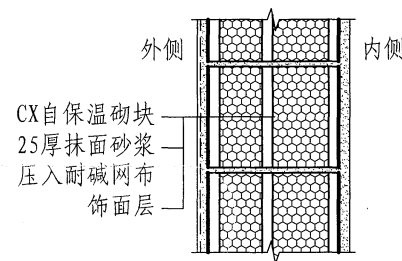 外侧
内侧
CX自保温砌块
25厚抹面砂浆
压入耐碱网布
饰面层